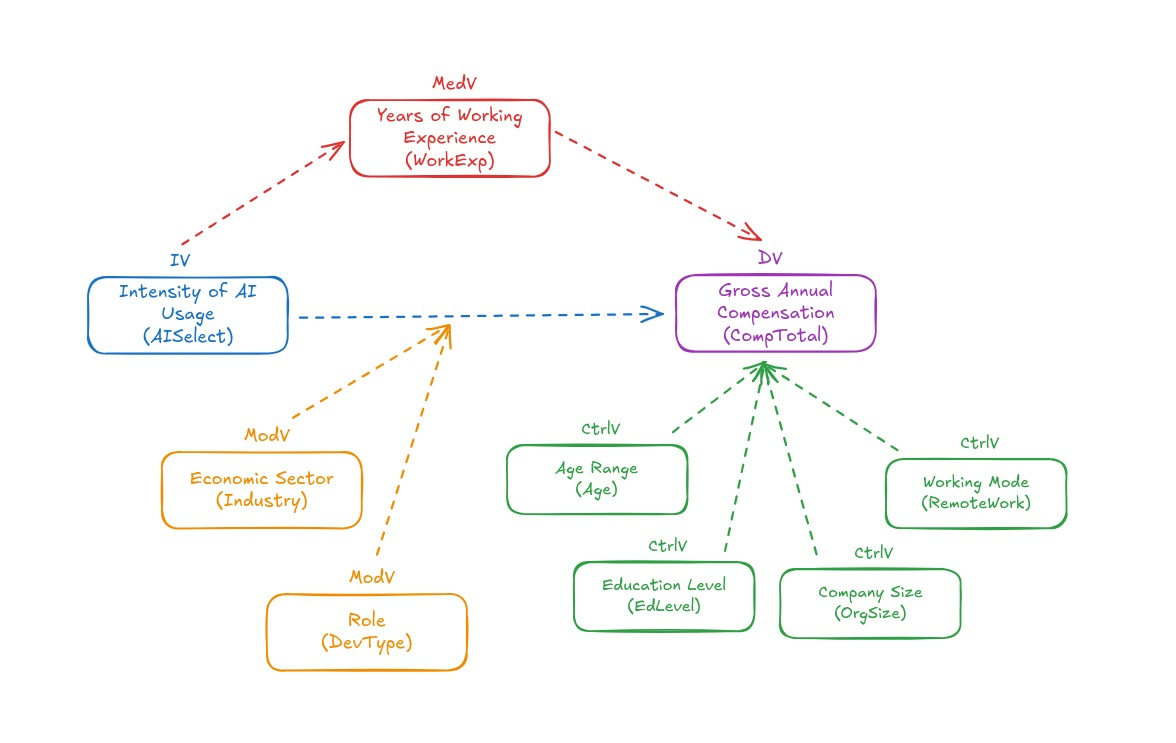 MedV
Years of Working
Experience
(WorkExp)
IV
Intensity of AI
Usage
(AISelect)
DV
Gross Annual
Compensation
(CompTotal)
ModV
Economic Sector
(Industry)
ModV
Role
(DevType)
CtrlV
Age Range
(Age)
CtrlV
Education Level
(EdLevel)
CtrlV
Company Size
(OrgSize)
CtrlV
Working Mode
(RemoteWork)